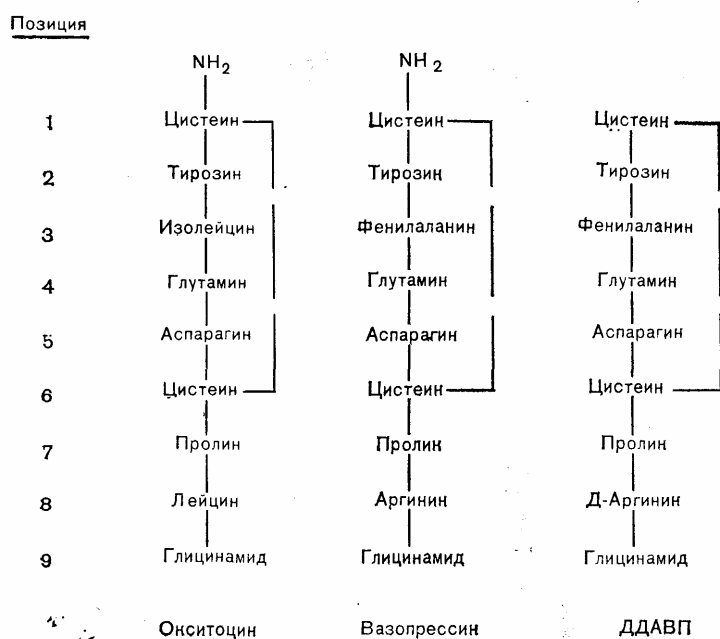 Позиция
NH2 NH2
1 Цистеин Цистеин Цистеин
2 Тирозин Тирозин Тирозин
3 Изолейцин Фенилаланин Фенилаланин
4 Глутамин Глутамин Глутамин
5 Аспарагин Аспарагин Аспарагин
6 Цистеин Цистеин Цистеин
7 Пролин Пролин Пролин
8 Лейцин Аргинин Д-Аргинин
9 Глицинамид Глицинамид Глицинамид
Окситоцин Вазопрессин ДДАВП